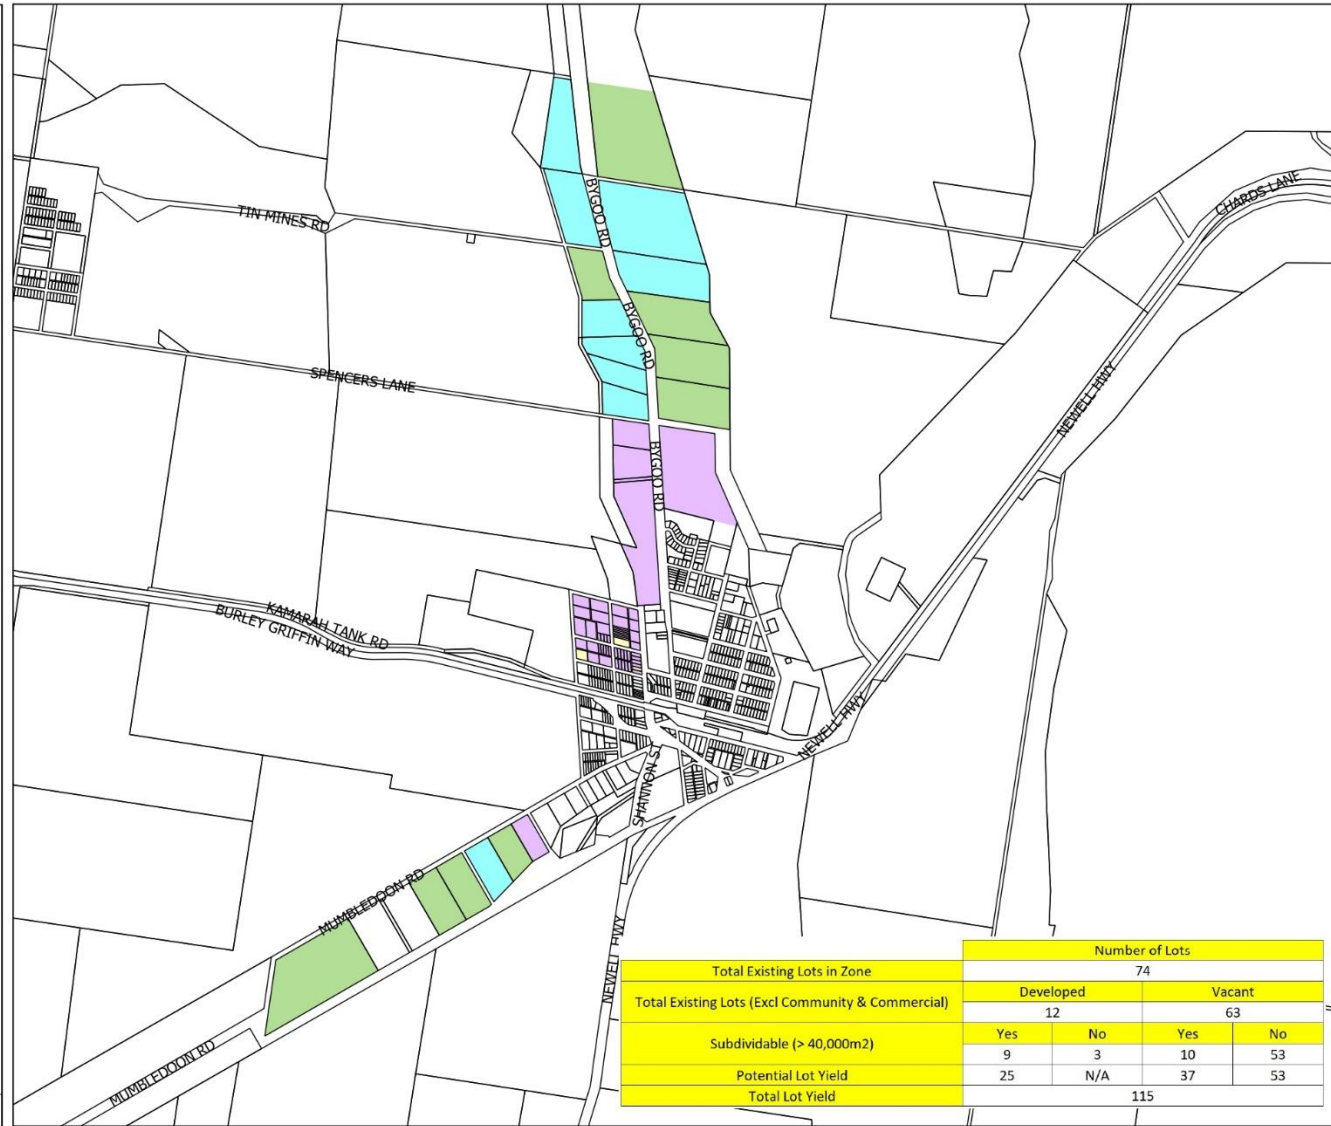 CHARDS LANE
BYGOO RD
TIN MINES RD
BYGOO RD
SPENCERS LANE
NEWELL HWY
BYGOO RD
KAMARAH TANK RD
BURLEY GRIFFIN WAY
NEWELL HWY
SHANNON S
MUMBLEDOON RD
NEWELL HWY
MUMBLEDOON RD
Number of Lots
Total Existing Lots in Zone 74
Total Existing Lots (Excl Community & Commercial) Developed Vacant
12 63
Subdividable (> 40,000m2) Yes No Yes No
9 3 10 53
Potential Lot Yield 25 N/A 37 53
Total Lot Yield 115